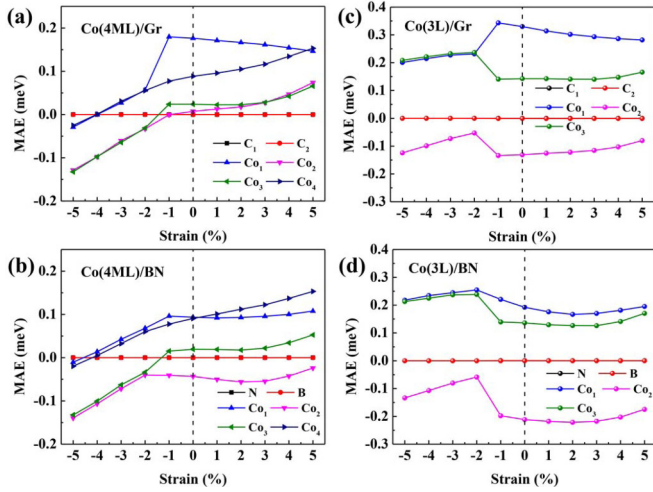 (a)
Co(4ML)/Gr
MAE (meV)
0.2
0.1
0.0
-0.1
-0.2
C1 C2
Co1 Co2
Co3 Co4
-5 -4 -3 -2 -1 0 1 2 3 4 5
Strain (%)
(c)
Co(3L)/Gr
MAE (meV)
0.4
0.3
0.2
0.1
0.0
-0.1
-0.2
-0.3
C1 C2
Co1 Co2
Co3
-5 -4 -3 -2 -1 0 1 2 3 4 5
Strain (%)
(b)
Co(4ML)/BN
MAE (meV)
0.2
0.1
0.0
-0.1
-0.2
N B
Co1 Co2
Co3 Co4
-5 -4 -3 -2 -1 0 1 2 3 4 5
Strain (%)
(d)
Co(3L)/BN
MAE (meV)
0.4
0.3
0.2
0.1
0.0
-0.1
-0.2
-0.3
N B
Co1 Co2
Co3
-5 -4 -3 -2 -1 0 1 2 3 4 5
Strain (%)